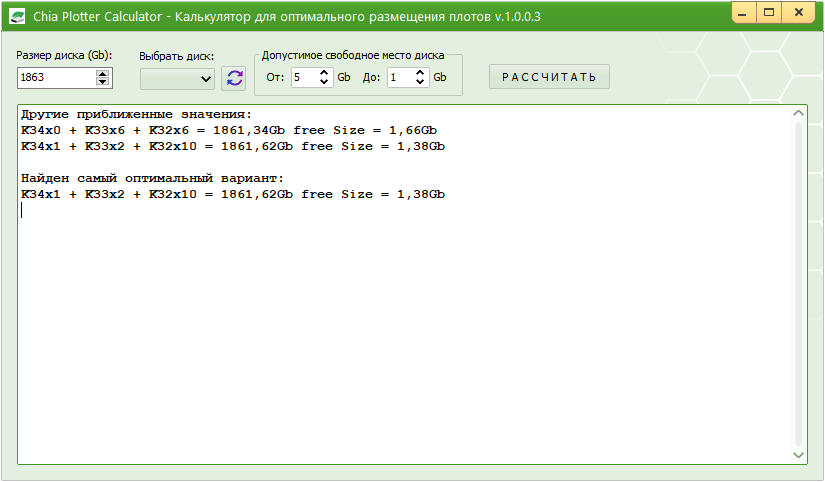 Chia Plotter Calculator - Калькулятор для оптимального размещения плотов v.1.0.0.3
Размер диска (Gb):
Выбрать диск:
Допустимое свободное место диска
1863
От: 5 Gb До: 1 Gb
РАССЧИТАТЬ
Другие приближенные значения:
K34x0 + K33x6 + K32x6 = 1861,34Gb free Size = 1,66Gb
K34x1 + K33x2 + K32x10 = 1861,62Gb free Size = 1,38Gb
Найден самый оптимальный вариант:
K34x1 + K33x2 + K32x10 = 1861,62Gb free Size = 1,38Gb